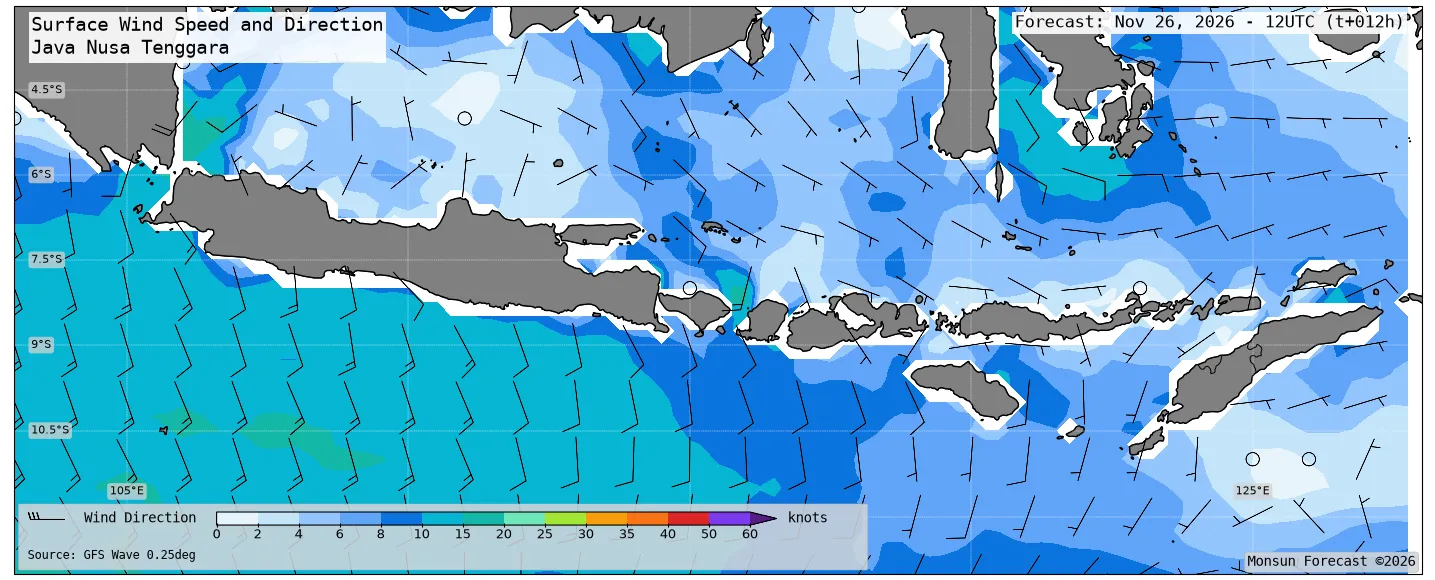 Surface Wind Speed and Direction
Java Nusa Tenggara
Forecast: Nov 26, 2026 - 12UTC (t+012h)
4.5°S
6°S
7.5°S
9°S
10.5°S
105°E
125°E
Wind Direction
0 2 4 6 8 10 15 20 25 30 35 40 50 60
knots
Source: GFS Wave 0.25deg
Monsun Forecast ©2026